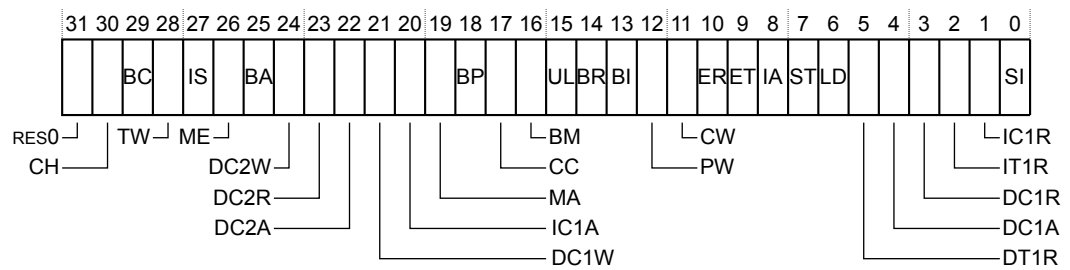 31 30 29 28 27 26 25 24 23 22 21 20 19 18 17 16 15 14 13 12 11 10 9 8 7 6 5 4 3 2 1 0
BC IS BA BP UL BR BI ER ET IA ST LD SI
RES0 TW ME BM CW IC1R
CH DC2W CC PW IT1R
DC2R MA DC1R
DC2A IC1A DC1A
DC1W DT1R